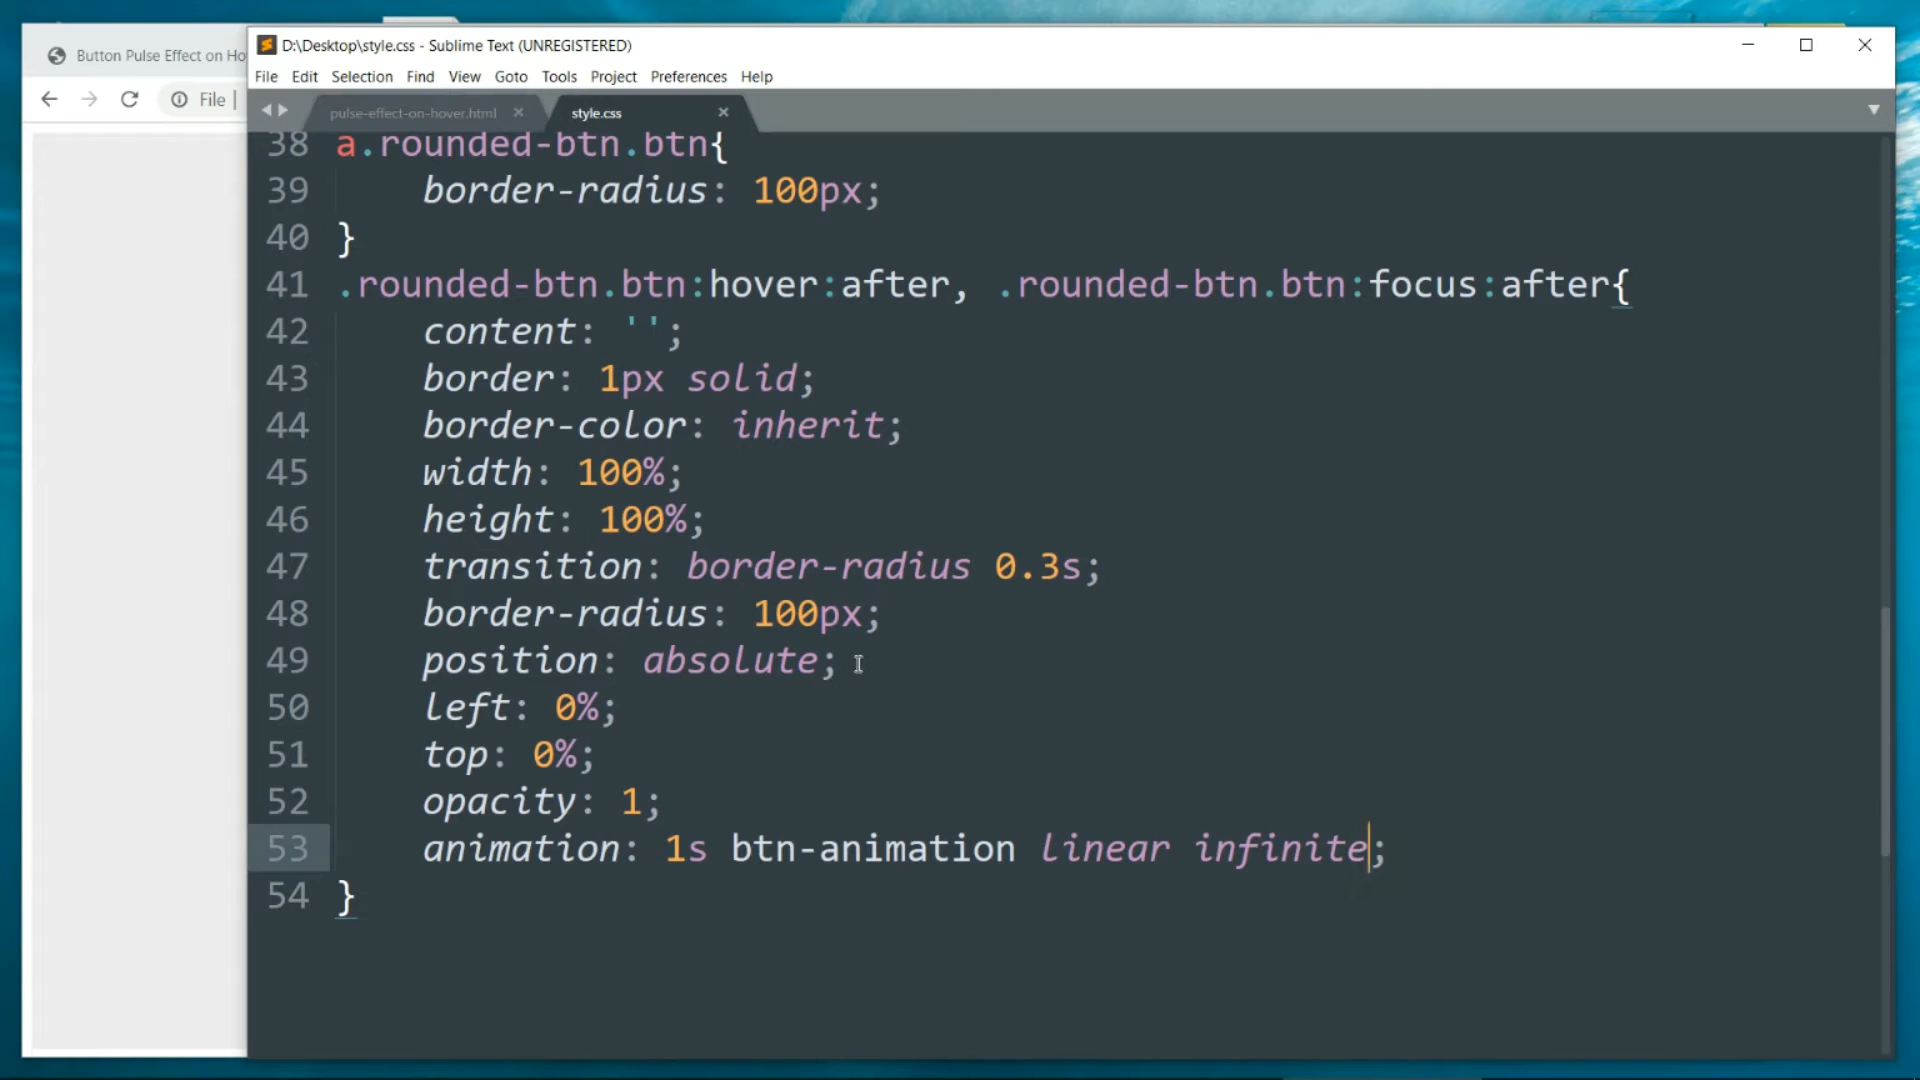 Button Pulse Effect on Ho
File |
D:\Desktop\style.css - Sublime Text (UNREGISTERED)
File Edit Selection Find View Goto Tools Project Preferences Help
pulse-effect-on-hover.html
style.css
38 a.rounded-btn.btn{
39 border-radius: 100px;
40 }
41 .rounded-btn.btn:hover:after, .rounded-btn.btn:focus:after{
42 content: '';
43 border: 1px solid;
44 border-color: inherit;
45 width: 100%;
46 height: 100%;
47 transition: border-radius 0.3s;
48 border-radius: 100px;
49 position: absolute;
50 left: 0%;
51 top: 0%;
52 opacity: 1;
53 animation: 1s btn-animation linear infinite;
54 }